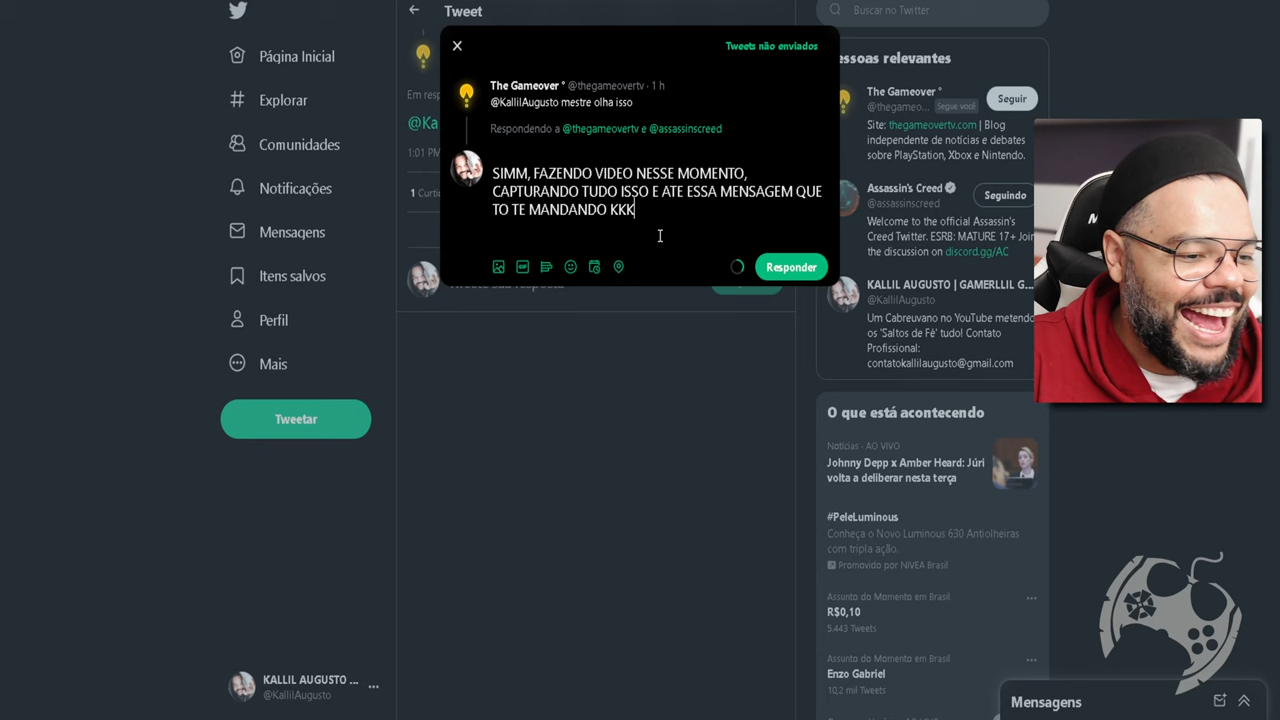 Página Inicial
Explorar
Comunidades
Notificações
Mensagens
Itens salvos
Perfil
Mais
Tweetar
KALLIL AUGUSTO ...
@KallilAugusto
Tweet
Em resp
@Ka
1:01 PM
1 Curti
Tweets não enviados
The Gameover ° @thegameovertv · 1 h
@KallilAugusto mestre olha isso
Respondendo a @thegameovertv e @assassinscreed
SIMM, FAZENDO VIDEO NESSE MOMENTO,
CAPTURANDO TUDO ISSO E ATE ESSA MENSAGEM QUE
TO TE MANDANDO KKK
Responder
Tweete sua resposta
Buscar no Twitter
essoas relevantes
The Gameover °
@thegameo... Segue você
Seguir
Site: thegameovertv.com | Blog
independente de notícias e debates
sobre PlayStation, Xbox e Nintendo.
Assassin's Creed
@assassinscreed
Seguindo
Welcome to the official Assassin's
Creed Twitter. ESRB: MATURE 17+ Join
the discussion on discord.gg/AC
KALLIL AUGUSTO | GAMERLLIL G...
@KallilAugusto
Um Cabreuvano no YouTube metendo
os 'Saltos de Fé' tudo! Contato
Profissional:
contatokallilaugusto@gmail.com
O que está acontecendo
Notícias · AO VIVO
Johnny Depp x Amber Heard: Júri
volta a deliberar nesta terça
#PeleLuminous
Conheça o Novo Luminous 630 Antiolheiras
com tripla ação.
Promovido por NIVEA Brasil
Assunto do Momento em Brasil
R$0,10
5.443 Tweets
Assunto do Momento em Brasil
Enzo Gabriel
10,2 mil Tweets
Mensagens